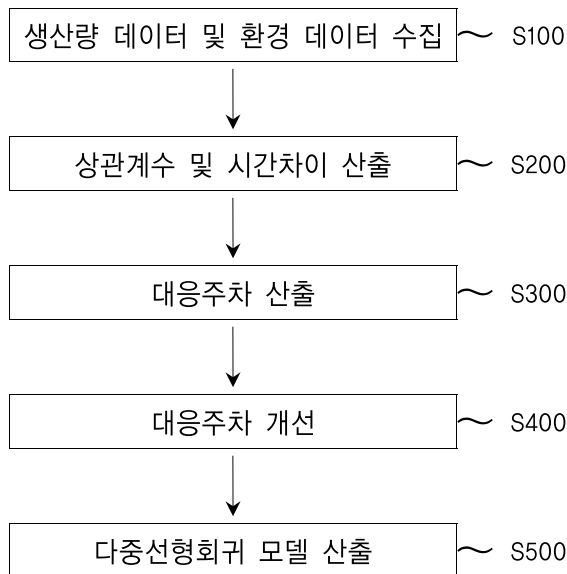 생산량 데이터 및 환경 데이터 수집 S100
상관계수 및 시간차이 산출 S200
대응주차 산출 S300
대응주차 개선 S400
다중선형회귀 모델 산출 S500